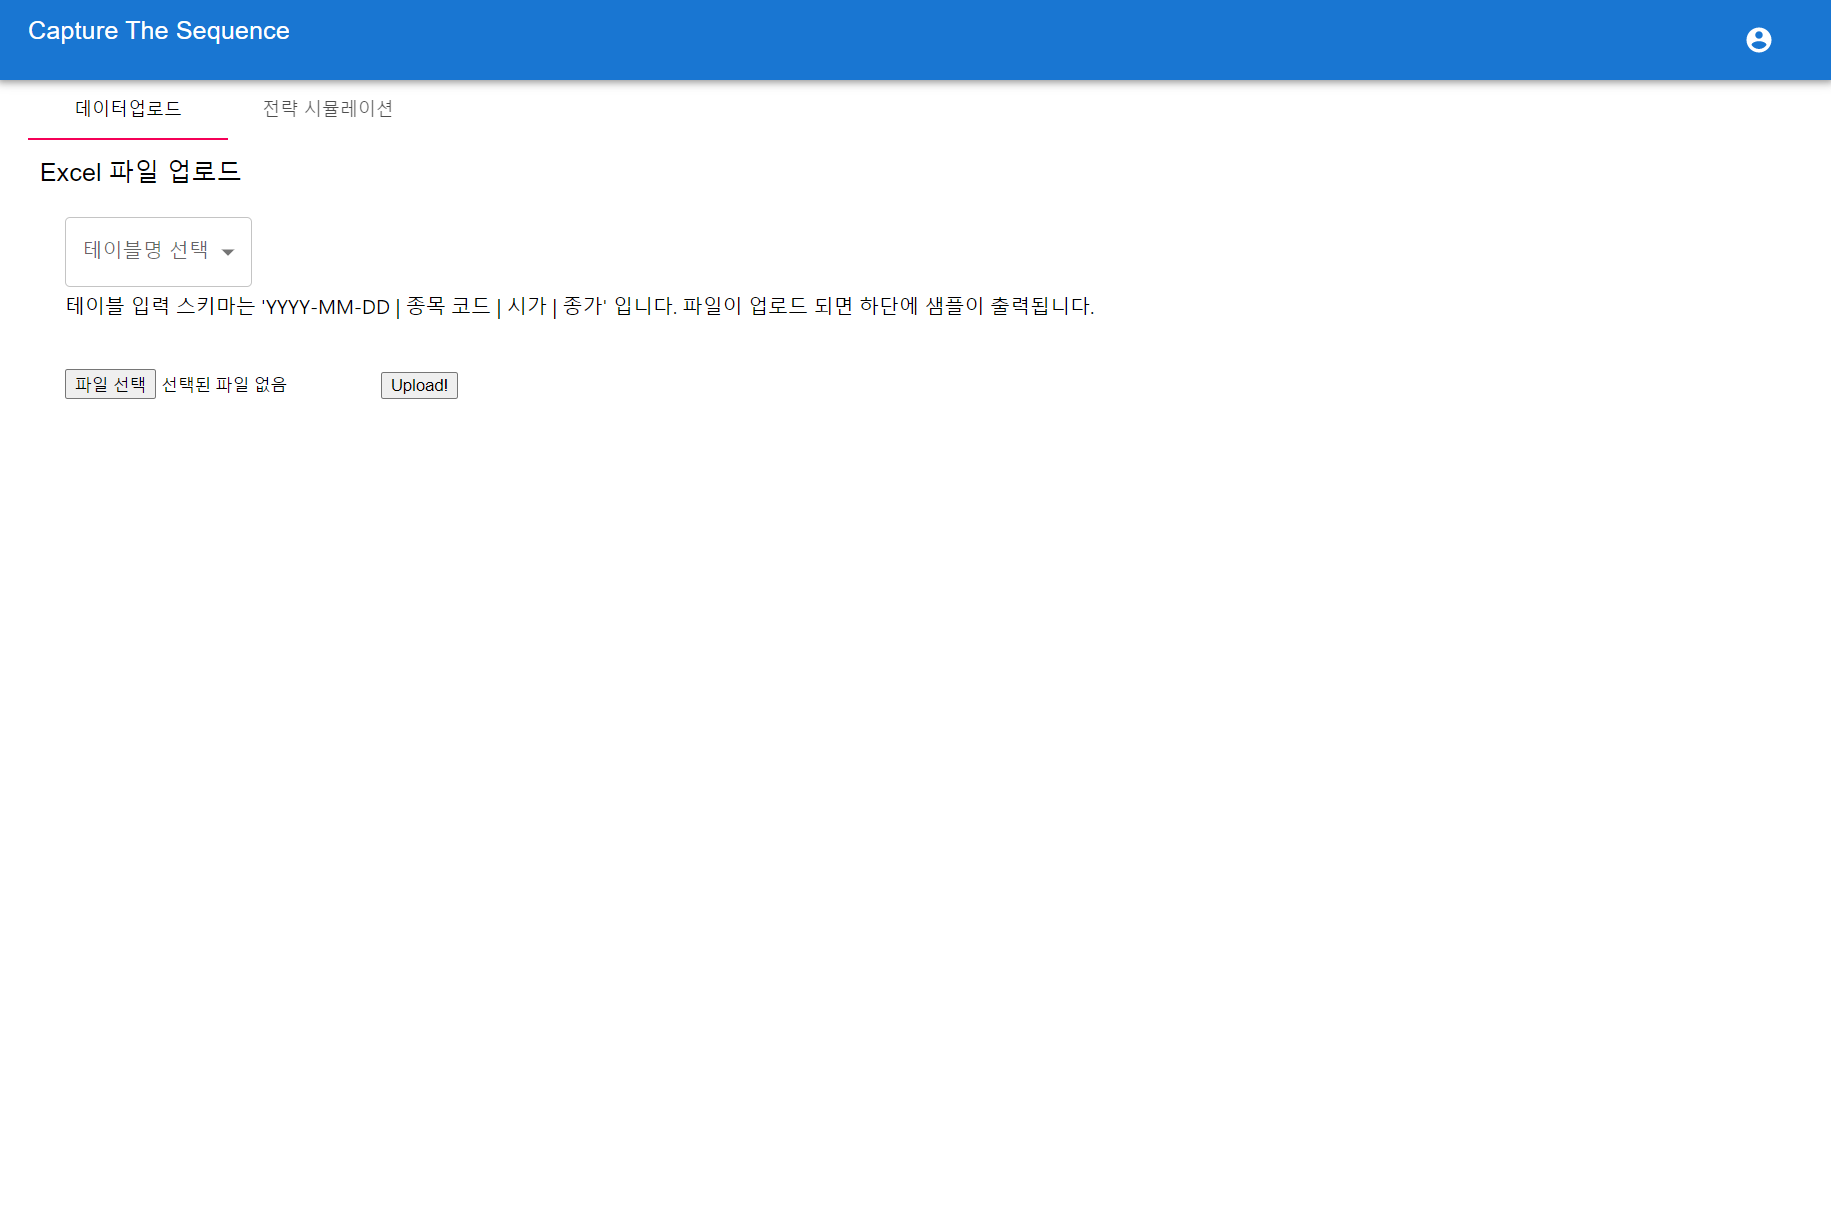 Capture The Sequence
데이터업로드 전략 시뮬레이션
Excel 파일 업로드
테이블명 선택
테이블 입력 스키마는 'YYYY-MM-DD | 종목 코드 | 시가 | 종가' 입니다. 파일이 업로드 되면 하단에 샘플이 출력됩니다.
파일 선택 선택된 파일 없음 Upload!